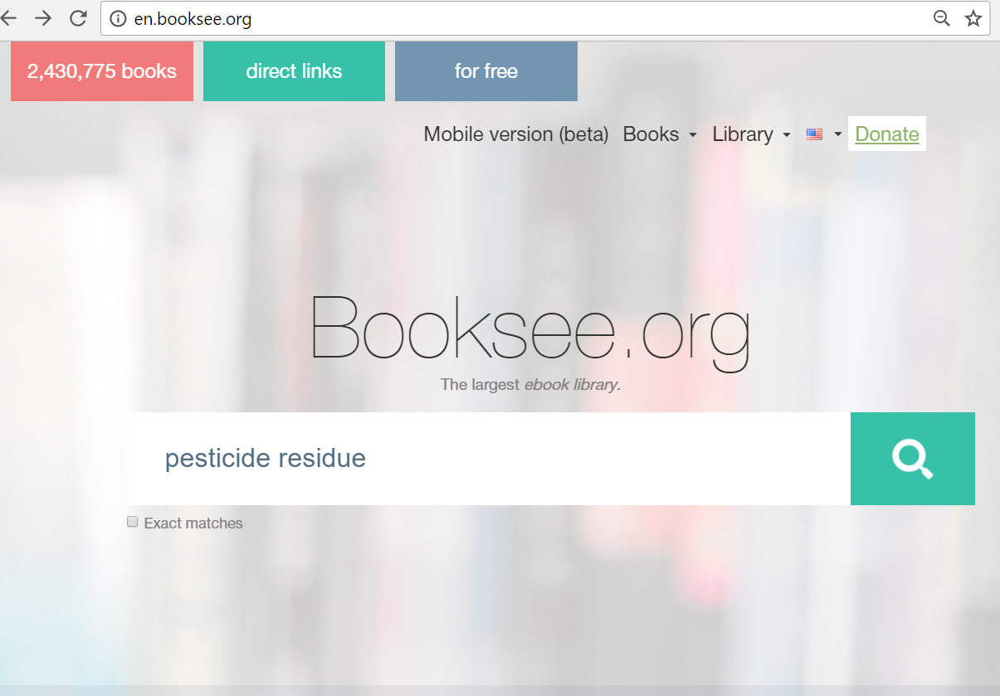 en.booksee.org
2,430,775 books
direct links
for free
Mobile version (beta) Books Library Donate
Booksee.org
The largest ebook library.
pesticide residue
Exact matches